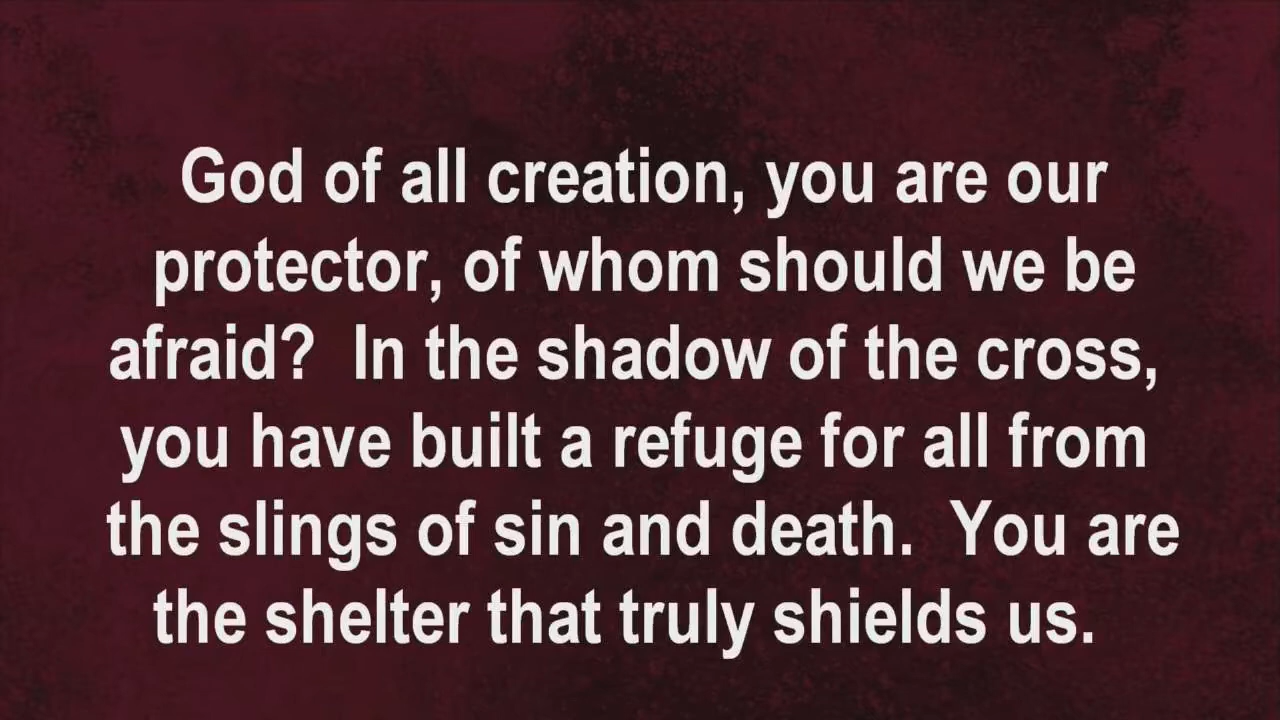 God of all creation, you are our
protector, of whom should we be
afraid?  In the shadow of the cross,
you have built a refuge for all from
the slings of sin and death.  You are
the shelter that truly shields us.